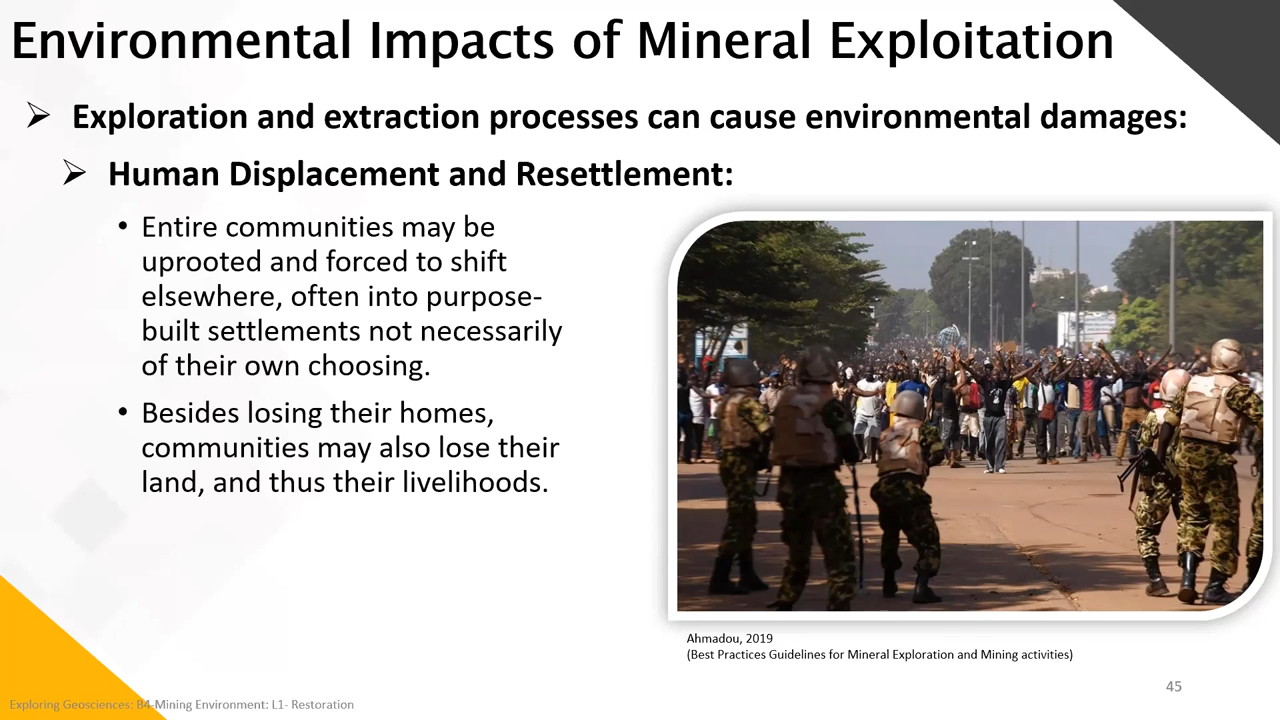 Environmental Impacts of Mineral Exploitation
Exploration and extraction processes can cause environmental damages:
Human Displacement and Resettlement:
• Entire communities may be
uprooted and forced to shift
elsewhere, often into purpose-
built settlements not necessarily
of their own choosing.
• Besides losing their homes,
communities may also lose their
land, and thus their livelihoods.
Ahmadou, 2019
(Best Practices Guidelines for Mineral Exploration and Mining activities)
45
Exploring Geosciences: B4-Mining Environment: L1- Restoration